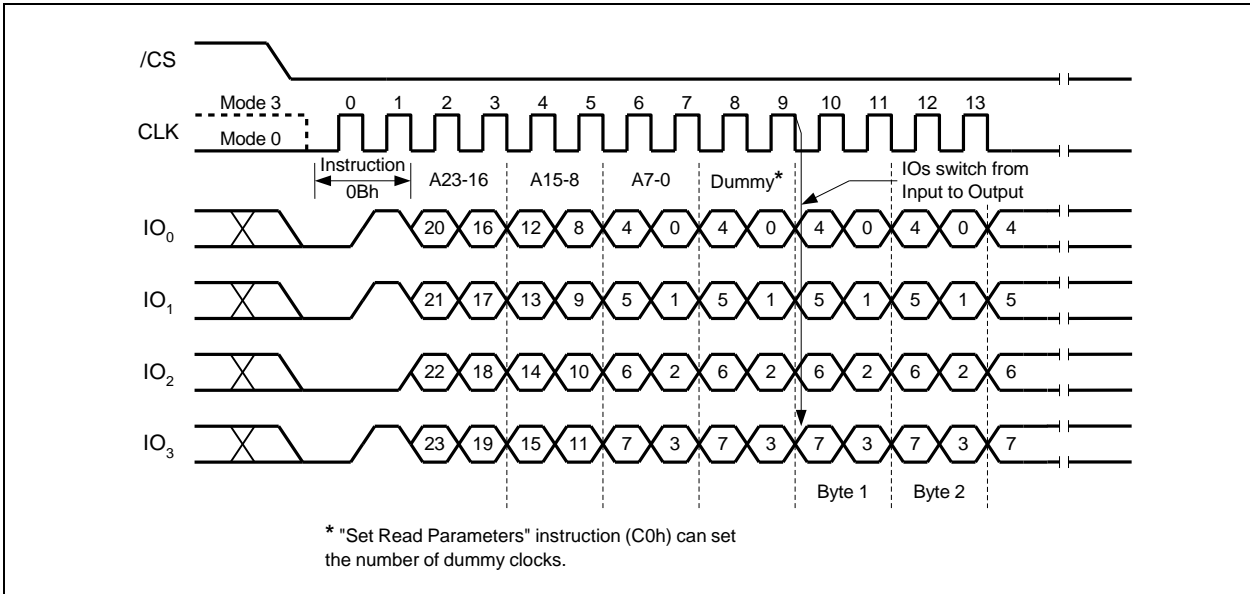 /CS
Mode 3 0 1 2 3 4 5 6 7 8 9 10 11 12 13
CLK Mode 0
Instruction
0Bh A23-16 A15-8 A7-0 Dummy* IOs switch from
Input to Output
IO0 20 16 12 8 4 0 4 0 4 0 4 0 4
IO1 21 17 13 9 5 1 5 1 5 1 5 1 5
IO2 22 18 14 10 6 2 6 2 6 2 6 2 6
IO3 23 19 15 11 7 3 7 3 7 3 7 3 7
Byte 1 Byte 2
* "Set Read Parameters" instruction (C0h) can set
the number of dummy clocks.